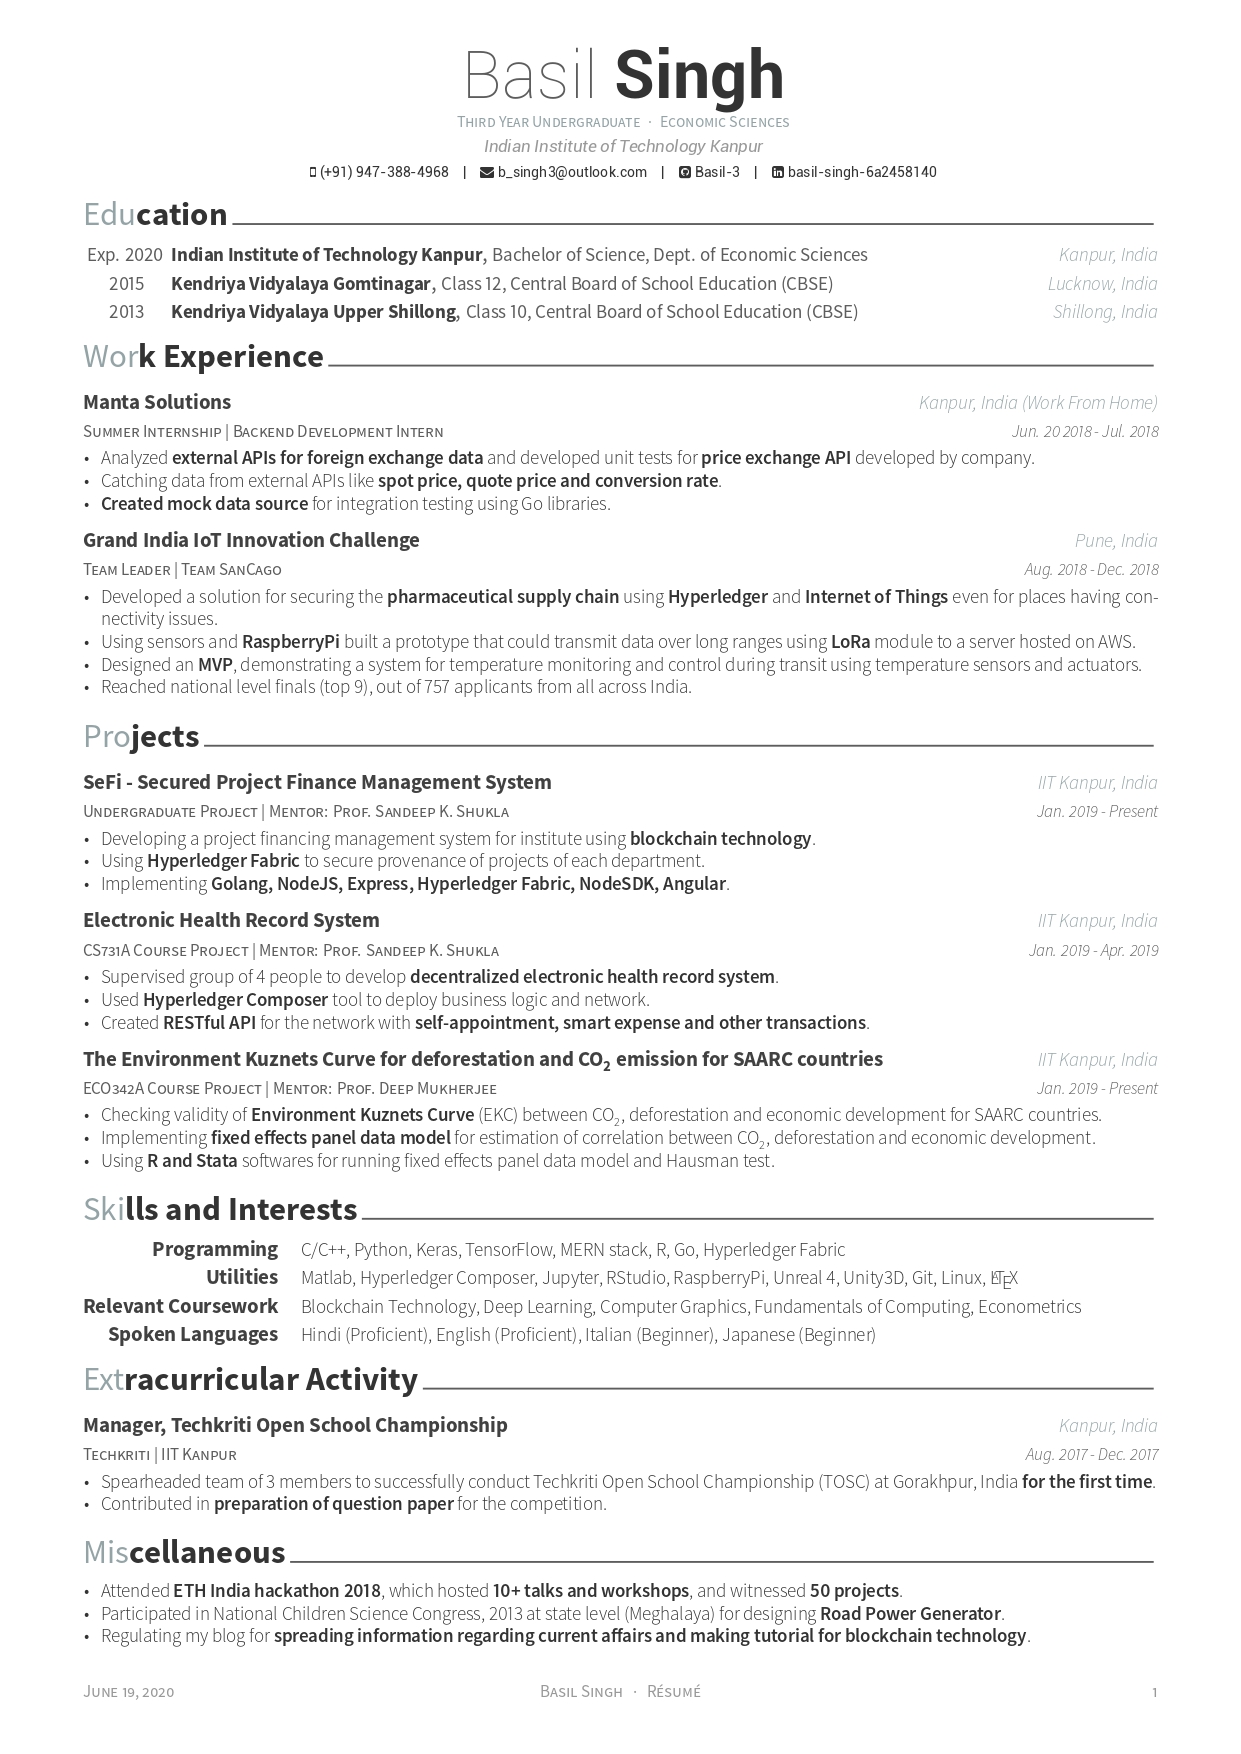 Basil Singh
Third Year Undergraduate · Economic Sciences
Indian Institute of Technology Kanpur
(+91) 947-388-4968 | b_singh3@outlook.com | Basil-3 | basil-singh-6a2458140
Education
Exp. 2020 Indian Institute of Technology Kanpur, Bachelor of Science, Dept. of Economic Sciences Kanpur, India
2015 Kendriya Vidyalaya Gomtinagar, Class 12, Central Board of School Education (CBSE) Lucknow, India
2013 Kendriya Vidyalaya Upper Shillong, Class 10, Central Board of School Education (CBSE) Shillong, India
Work Experience
Manta Solutions Kanpur, India (Work From Home)
Summer Internship | Backend Development Intern Jun. 20 2018 - Jul. 2018
• Analyzed external APIs for foreign exchange data and developed unit tests for price exchange API developed by company.
• Catching data from external APIs like spot price, quote price and conversion rate.
• Created mock data source for integration testing using Go libraries.
Grand India IoT Innovation Challenge Pune, India
Team Leader | Team SanCago Aug. 2018 - Dec. 2018
• Developed a solution for securing the pharmaceutical supply chain using Hyperledger and Internet of Things even for places having con-
nectivity issues.
• Using sensors and RaspberryPi built a prototype that could transmit data over long ranges using LoRa module to a server hosted on AWS.
• Designed an MVP, demonstrating a system for temperature monitoring and control during transit using temperature sensors and actuators.
• Reached national level finals (top 9), out of 757 applicants from all across India.
Projects
SeFi - Secured Project Finance Management System IIT Kanpur, India
Undergraduate Project | Mentor: Prof. Sandeep K. Shukla Jan. 2019 - Present
• Developing a project financing management system for institute using blockchain technology.
• Using Hyperledger Fabric to secure provenance of projects of each department.
• Implementing Golang, NodeJS, Express, Hyperledger Fabric, NodeSDK, Angular.
Electronic Health Record System IIT Kanpur, India
CS731A Course Project | Mentor: Prof. Sandeep K. Shukla Jan. 2019 - Apr. 2019
• Supervised group of 4 people to develop decentralized electronic health record system.
• Used Hyperledger Composer tool to deploy business logic and network.
• Created RESTful API for the network with self-appointment, smart expense and other transactions.
The Environment Kuznets Curve for deforestation and CO₂ emission for SAARC countries IIT Kanpur, India
ECO342A Course Project | Mentor: Prof. Deep Mukherjee Jan. 2019 - Present
• Checking validity of Environment Kuznets Curve (EKC) between CO₂, deforestation and economic development for SAARC countries.
• Implementing fixed effects panel data model for estimation of correlation between CO₂, deforestation and economic development.
• Using R and Stata softwares for running fixed effects panel data model and Hausman test.
Skills and Interests
Programming C/C++, Python, Keras, TensorFlow, MERN stack, R, Go, Hyperledger Fabric
Utilities Matlab, Hyperledger Composer, Jupyter, RStudio, RaspberryPi, Unreal 4, Unity3D, Git, Linux, LATEX
Relevant Coursework Blockchain Technology, Deep Learning, Computer Graphics, Fundamentals of Computing, Econometrics
Spoken Languages Hindi (Proficient), English (Proficient), Italian (Beginner), Japanese (Beginner)
Extracurricular Activity
Manager, Techkriti Open School Championship Kanpur, India
Techkriti | IIT Kanpur Aug. 2017 - Dec. 2017
• Spearheaded team of 3 members to successfully conduct Techkriti Open School Championship (TOSC) at Gorakhpur, India for the first time.
• Contributed in preparation of question paper for the competition.
Miscellaneous
• Attended ETH India hackathon 2018, which hosted 10+ talks and workshops, and witnessed 50 projects.
• Participated in National Children Science Congress, 2013 at state level (Meghalaya) for designing Road Power Generator.
• Regulating my blog for spreading information regarding current affairs and making tutorial for blockchain technology.
June 19, 2020 Basil Singh · Résumé 1